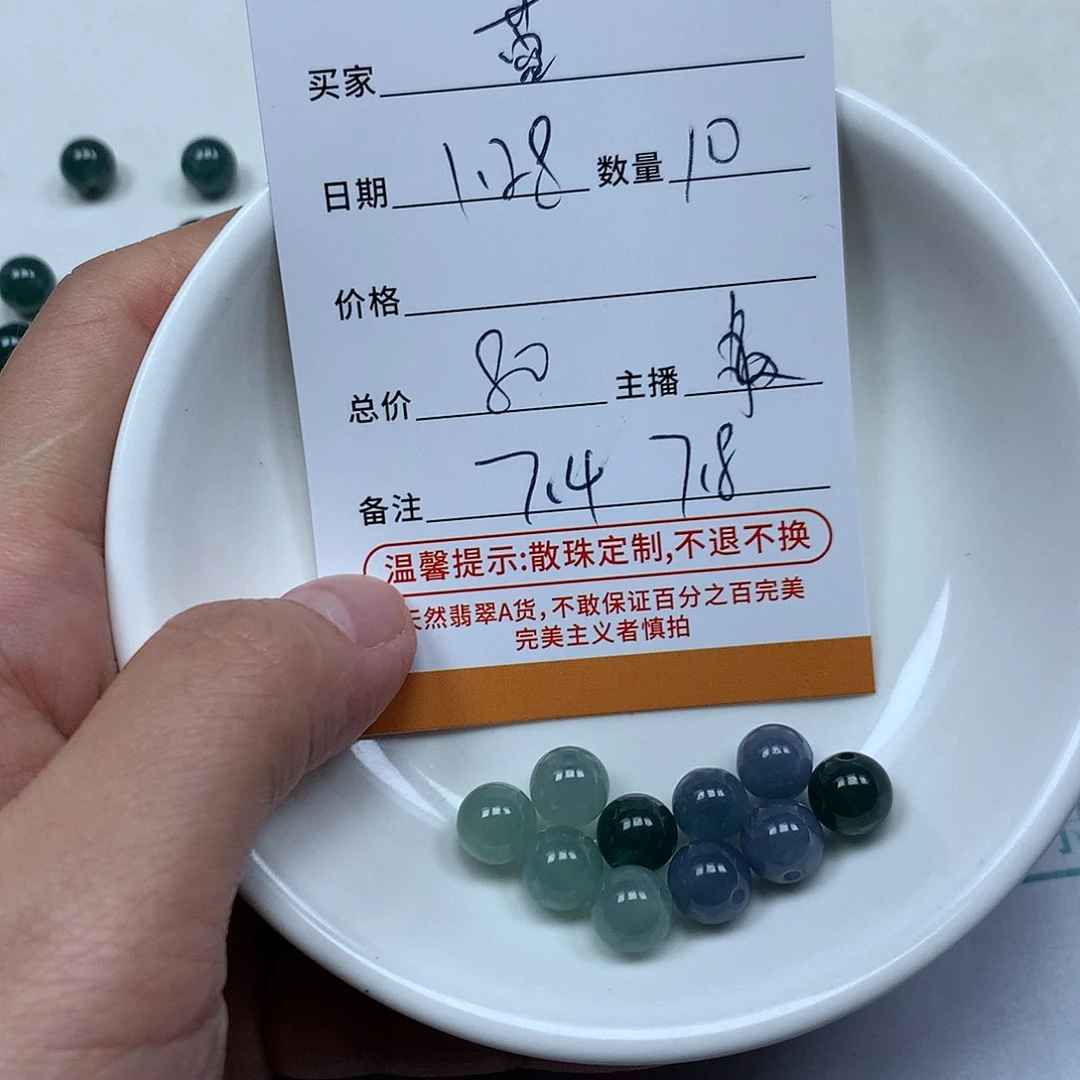 买家
日期 1.28 数量 10
价格
总价 80 主播
备注 7.4 7.8
温馨提示:散珠定制,不退不换
天然翡翠A货,不敢保证百分之百完美
完美主义者慎拍